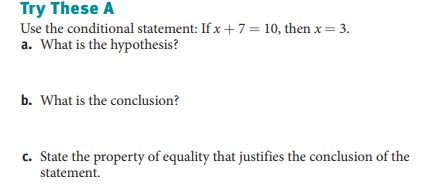 Try These A
Use the conditional statement: If x + 7 = 10, then x = 3.
a. What is the hypothesis?
b. What is the conclusion?
c. State the property of equality that justifies the conclusion of the
statement.